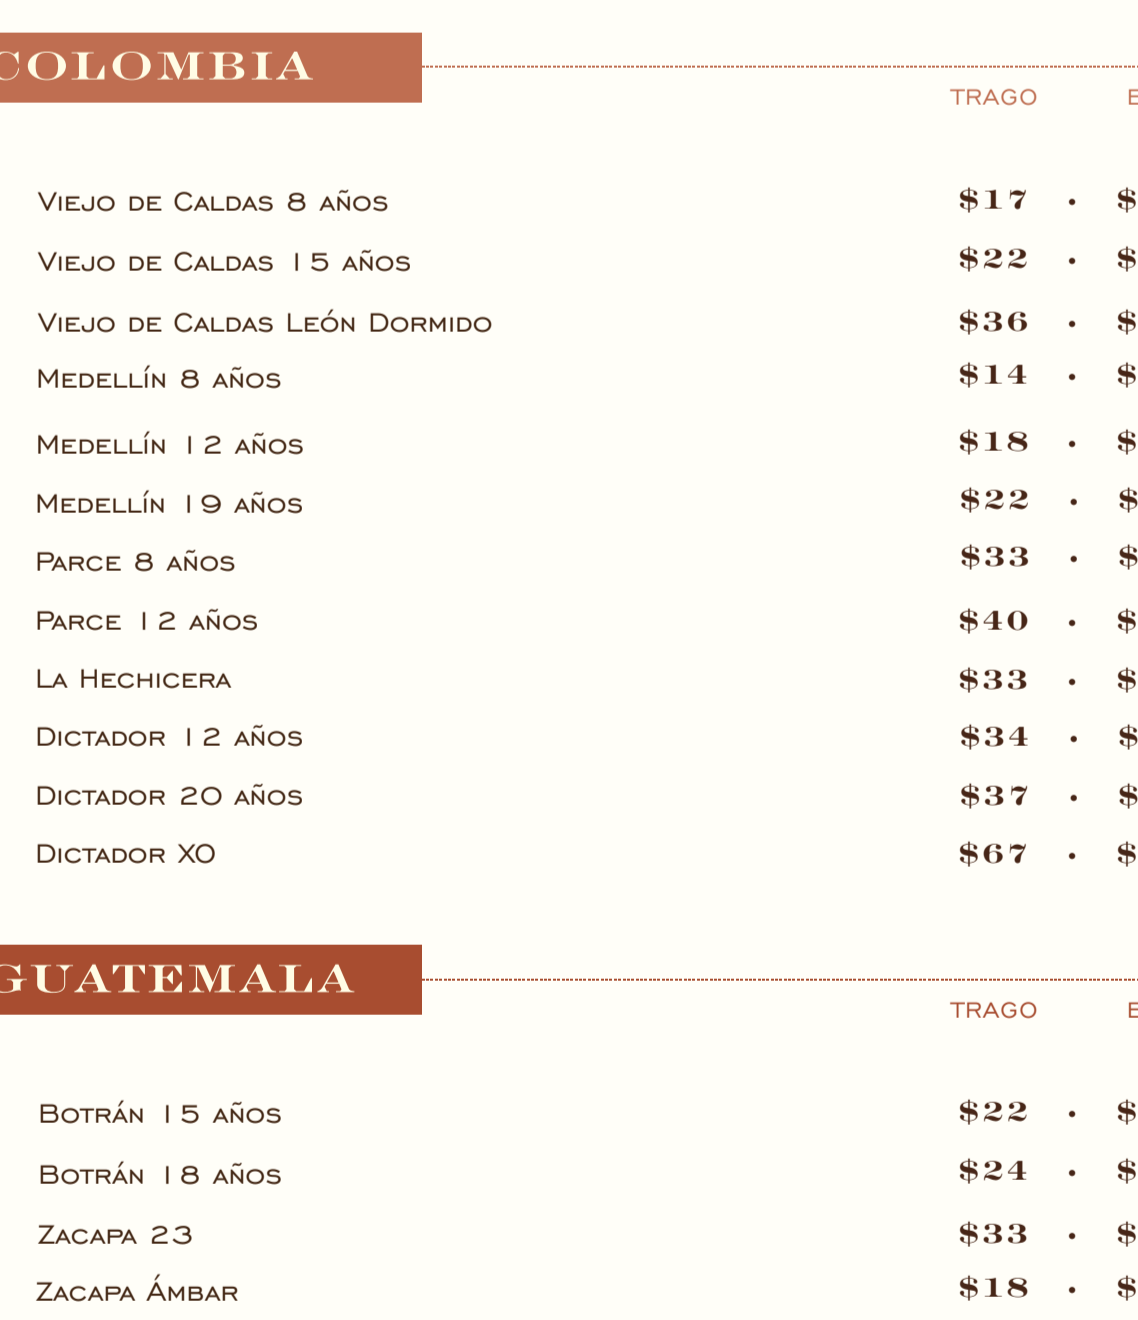 COLOMBIA
TRAGO
Viejo de Caldas 8 años $17 · $
Viejo de Caldas 15 años $22 · $
Viejo de Caldas León Dormido $36 · $
Medellín 8 años $14 · $
Medellín 12 años $18 · $
Medellín 19 años $22 · $
Parce 8 años $33 · $
Parce 12 años $40 · $
La Hechicera $33 · $
Dictador 12 años $34 · $
Dictador 20 años $37 · $
Dictador XO $67 · $
GUATEMALA
TRAGO
Botrán 15 años $22 · $
Botrán 18 años $24 · $
Zacapa 23 $33 · $
Zacapa Ámbar $18 · $